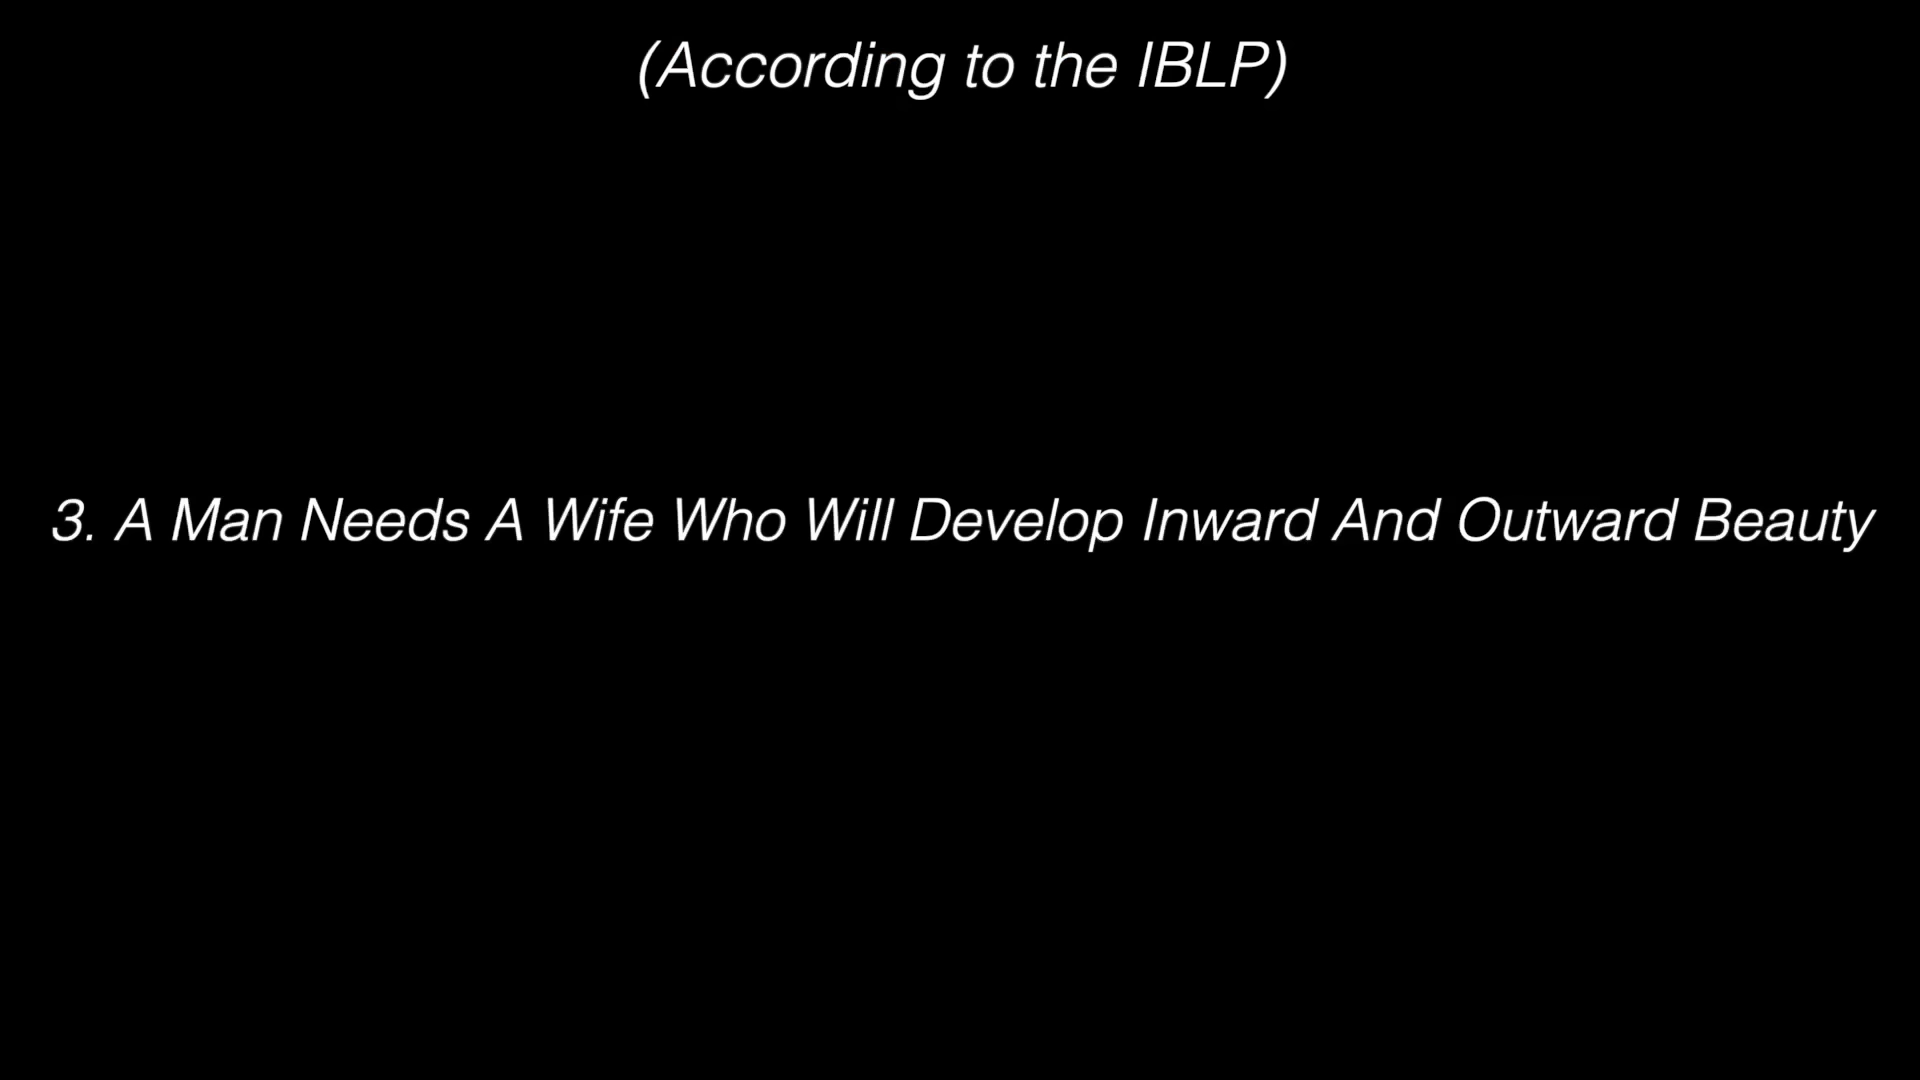 (According to the IBLP)
3. A Man Needs A Wife Who Will Develop Inward And Outward Beauty